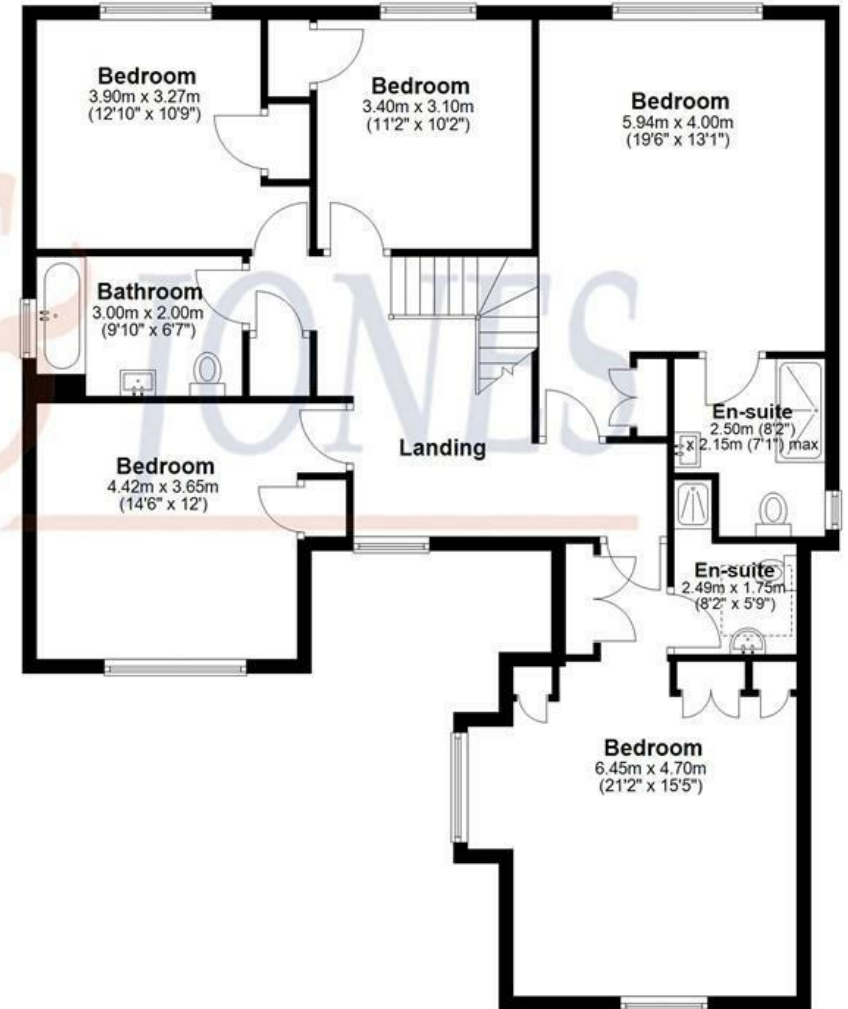 Bedroom
3.90m x 3.27m
(12'10" x 10'9")
Bedroom
3.40m x 3.10m
(11'2" x 10'2")
Bedroom
5.94m x 4.00m
(19'6" x 13'1")
Bathroom
3.00m x 2.00m
(9'10" x 6'7")
& JONES
Landing
En-suite
2.50m (8'2")
x 2.15m (7'1") max
Bedroom
4.42m x 3.65m
(14'6" x 12')
En-suite
2.49m x 1.75m
(8'2" x 5'9")
Bedroom
6.45m x 4.70m
(21'2" x 15'5")